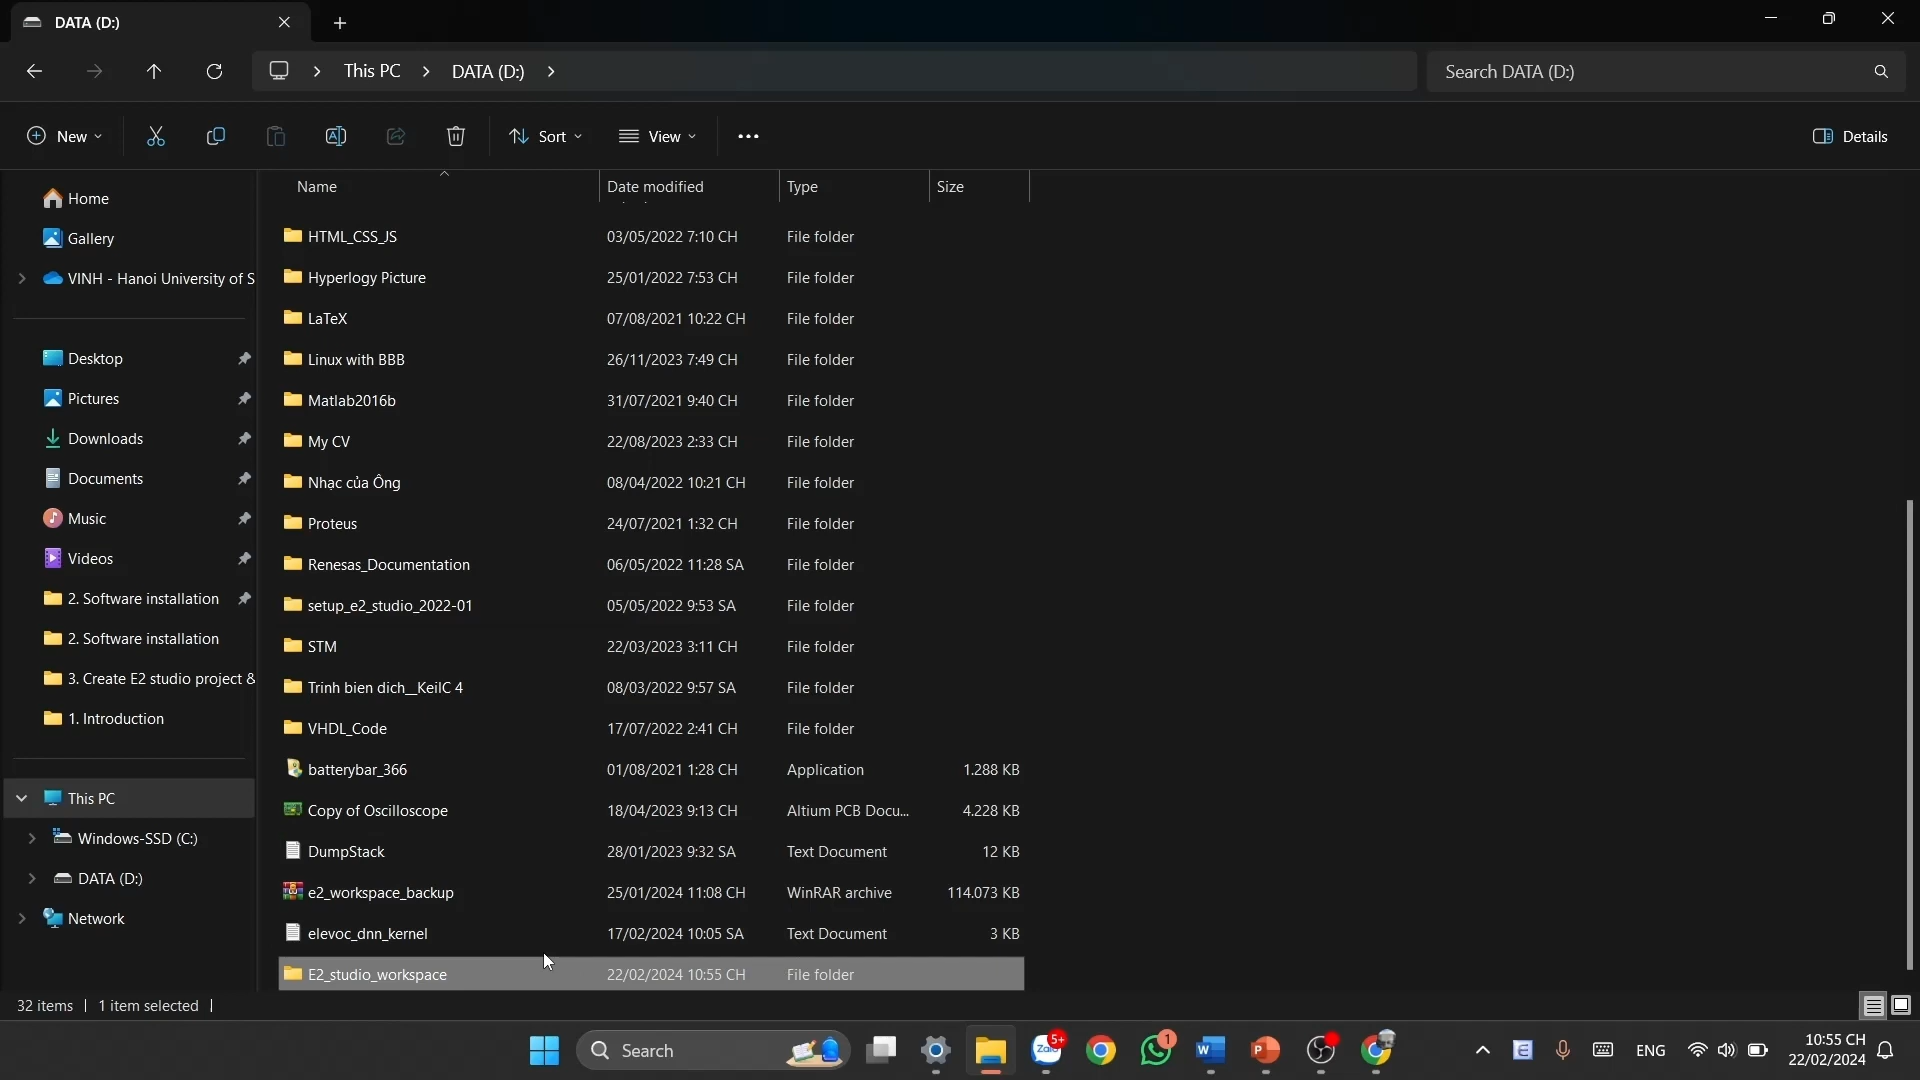 DATA (D:)
This PC
DATA (D:)
Search DATA (D:)
New
Sort
View
Details
Name
Date modified
Type
Size
Home
Gallery
VINH - Hanoi University of S
Desktop
Pictures
Downloads
Documents
Music
Videos
2. Software installation
2. Software installation
3. Create E2 studio project &
1. Introduction
This PC
Windows-SSD (C:)
DATA (D:)
Network
HTML_CSS_JS 03/05/2022 7:10 CH File folder
Hyperlogy Picture 25/01/2022 7:53 CH File folder
LaTeX 07/08/2021 10:22 CH File folder
Linux with BBB 26/11/2023 7:49 CH File folder
Matlab2016b 31/07/2021 9:40 CH File folder
My CV 22/08/2023 2:33 CH File folder
Nhạc của Ông 08/04/2022 10:21 CH File folder
Proteus 24/07/2021 1:32 CH File folder
Renesas_Documentation 06/05/2022 11:28 SA File folder
setup_e2_studio_2022-01 05/05/2022 9:53 SA File folder
STM 22/03/2023 3:11 CH File folder
Trinh bien dich__KeilC 4 08/03/2022 9:57 SA File folder
VHDL_Code 17/07/2022 2:41 CH File folder
batterybar_366 01/08/2021 1:28 CH Application 1.288 KB
Copy of Oscilloscope 18/04/2023 9:13 CH Altium PCB Docu... 4.228 KB
DumpStack 28/01/2023 9:32 SA Text Document 12 KB
e2_workspace_backup 25/01/2024 11:08 CH WinRAR archive 114.073 KB
elevoc_dnn_kernel 17/02/2024 10:05 SA Text Document 3 KB
E2_studio_workspace 22/02/2024 10:55 CH File folder
32 items
1 item selected
Search
Zalo
5+
1
W
P
E
ENG
10:55 CH
22/02/2024